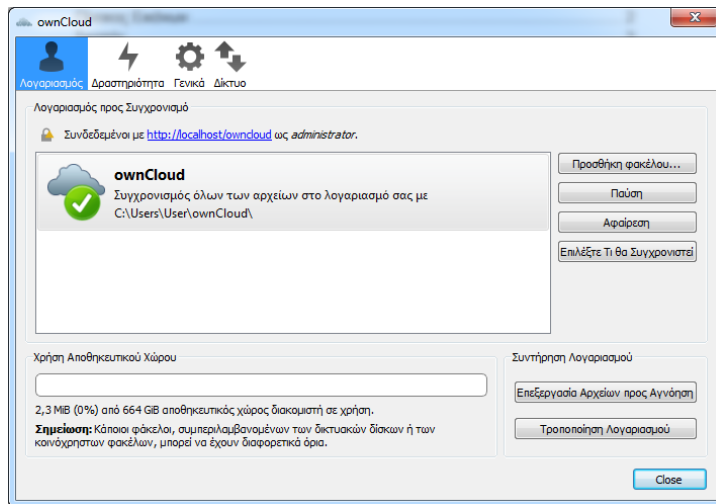 ownCloud
Λογαριασμός Δραστηριότητα Γενικά Δίκτυο
Λογαριασμός προς Συγχρονισμό
Συνδεδεμένοι με http://localhost/owncloud ως administrator.
ownCloud
Συγχρονισμός όλων των αρχείων στο λογαριασμό σας με
C:\Users\User\ownCloud\
Προσθήκη φακέλου...
Παύση
Αφαίρεση
Επιλέξτε Τι θα Συγχρονιστεί
Χρήση Αποθηκευτικού Χώρου
2,3 MiB (0%) από 664 GiB αποθηκευτικός χώρος διακομιστή σε χρήση.
Σημείωση: Κάποιοι φάκελοι, συμπεριλαμβανομένων των δικτυακών δίσκων ή των
κοινόχρηστων φακέλων, μπορεί να έχουν διαφορετικά όρια.
Συντήρηση Λογαριασμού
Επεξεργασία Αρχείων προς Αγνόηση
Τροποποίηση Λογαριασμού
Close